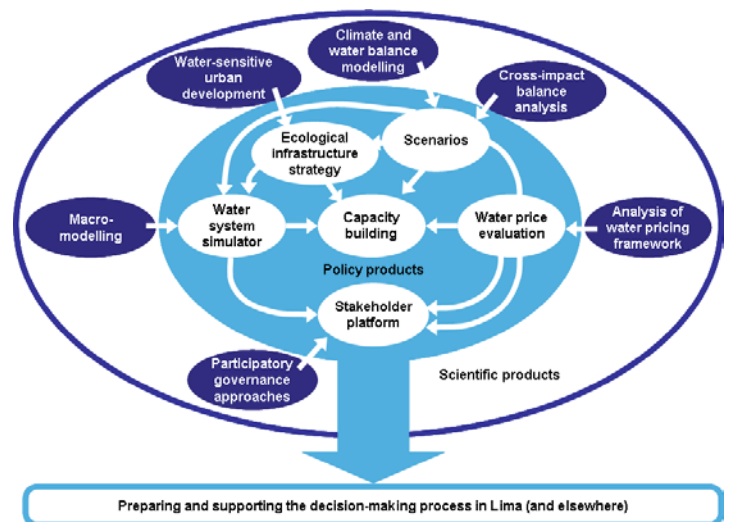 Climate and
water balance
modelling
Water-sensitive
urban
development
Cross-impact
balance
analysis
Ecological
infrastructure
strategy
Scenarios
Macro-
modelling
Water
system
simulator
Capacity
building
Water price
evaluation
Analysis of
water pricing
framework
Policy products
Stakeholder
platform
Participatory
governance
approaches
Scientific products
Preparing and supporting the decision-making process in Lima (and elsewhere)